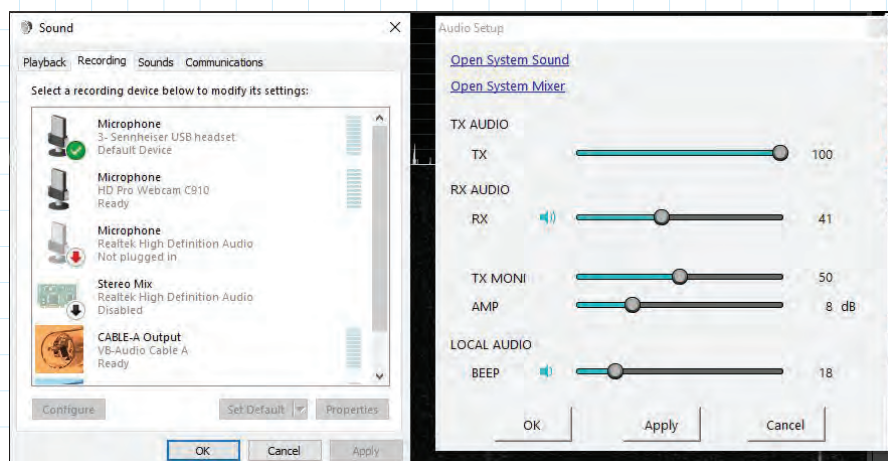 Sound
Playback Recording Sounds Communications
Select a recording device below to modify its settings:
Microphone
3- Sennheiser USB headset
Default Device
Microphone
HD Pro Webcam C910
Ready
Microphone
Realtek High Definition Audio
Not plugged in
Stereo Mix
Realtek High Definition Audio
Disabled
CABLE-A Output
VB-Audio Cable A
Ready
Configure Set Default Properties
OK Cancel Apply
Audio Setup
Open System Sound
Open System Mixer
TX AUDIO
TX 100
RX AUDIO
RX 41
TX MONI 50
AMP 8 dB
LOCAL AUDIO
BEEP 18
OK Apply Cancel